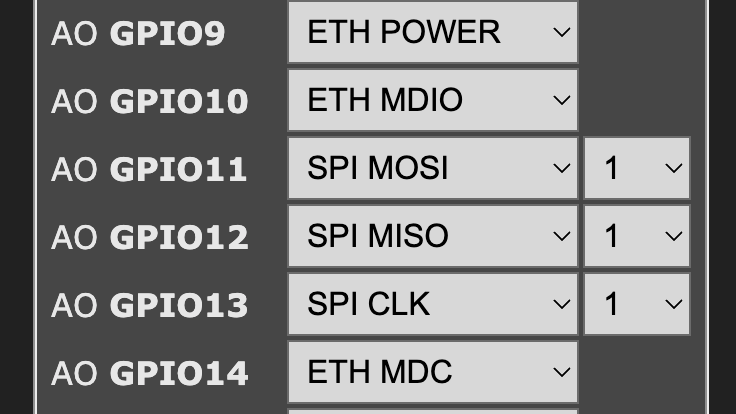 AO GPIO9 ETH POWER
AO GPIO10 ETH MDIO
AO GPIO11 SPI MOSI 1
AO GPIO12 SPI MISO 1
AO GPIO13 SPI CLK 1
AO GPIO14 ETH MDC